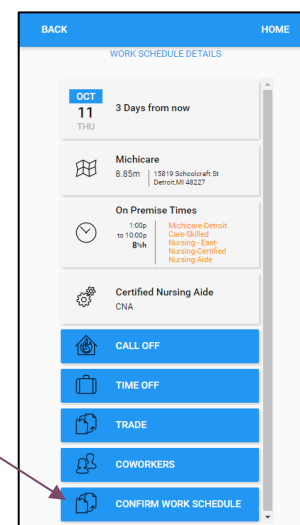 BACK HOME
WORK SCHEDULE DETAILS
OCT
11
THU
3 Days from now
Michicare
8.85m
15819 Schoolcraft St
Detroit,MI 48227
On Premise Times
1:00p
to 10:00p
8½h
Michicare-Detroit
Care-Skilled
Nursing - East-
Nursing-Certified
Nursing Aide
Certified Nursing Aide
CNA
CALL OFF
TIME OFF
TRADE
COWORKERS
CONFIRM WORK SCHEDULE